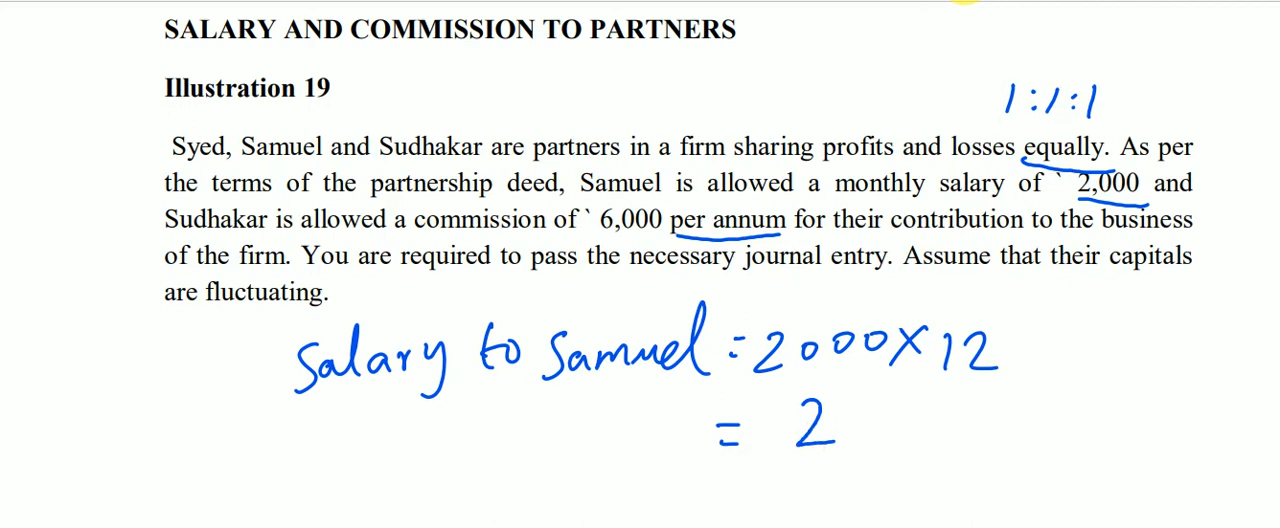 SALARY AND COMMISSION TO PARTNERS
Illustration 19
1:1:1
Syed, Samuel and Sudhakar are partners in a firm sharing profits and losses equally. As per
the terms of the partnership deed, Samuel is allowed a monthly salary of ` 2,000 and
Sudhakar is allowed a commission of ` 6,000 per annum for their contribution to the business
of the firm. You are required to pass the necessary journal entry. Assume that their capitals
are fluctuating.
Salary to Samuel = 2000 × 12
= 2